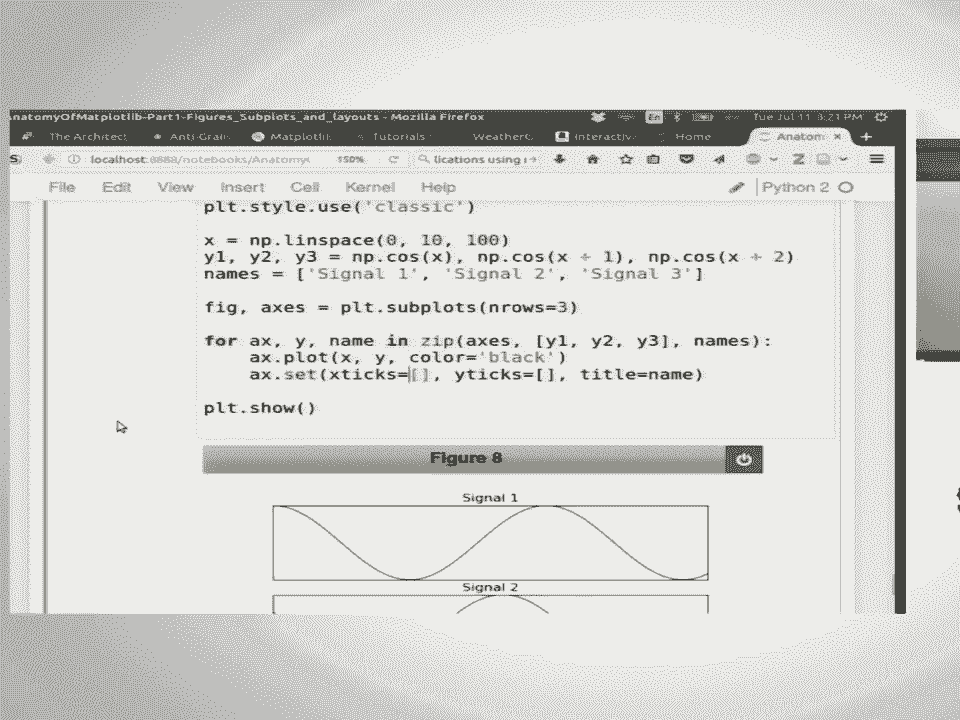 AnatomyOfMatplotlib-Part1-Figures_Subplots_and_layouts - Mozilla Firefox
En
Tue Jul 11 3:21 PM
The Architect
Anti-Grain
Matplotlib
Tutorials
Interactiv
Home
Anatom
localhost:8888/notebooks/Anatomy
150%
lications using
File Edit View Insert Cell Kernel Help
Python 2
plt.style.use('classic')
x = np.linspace(0, 10, 100)
y1, y2, y3 = np.cos(x), np.cos(x + 1), np.cos(x + 2)
names = ['Signal 1', 'Signal 2', 'Signal 3']
fig, axes = plt.subplots(nrows=3)
for ax, y, name in zip(axes, [y1, y2, y3], names):
    ax.plot(x, y, color='black')
    ax.set(xticks=[], yticks=[], title=name)
plt.show()
Figure 8
Signal 1
Signal 2